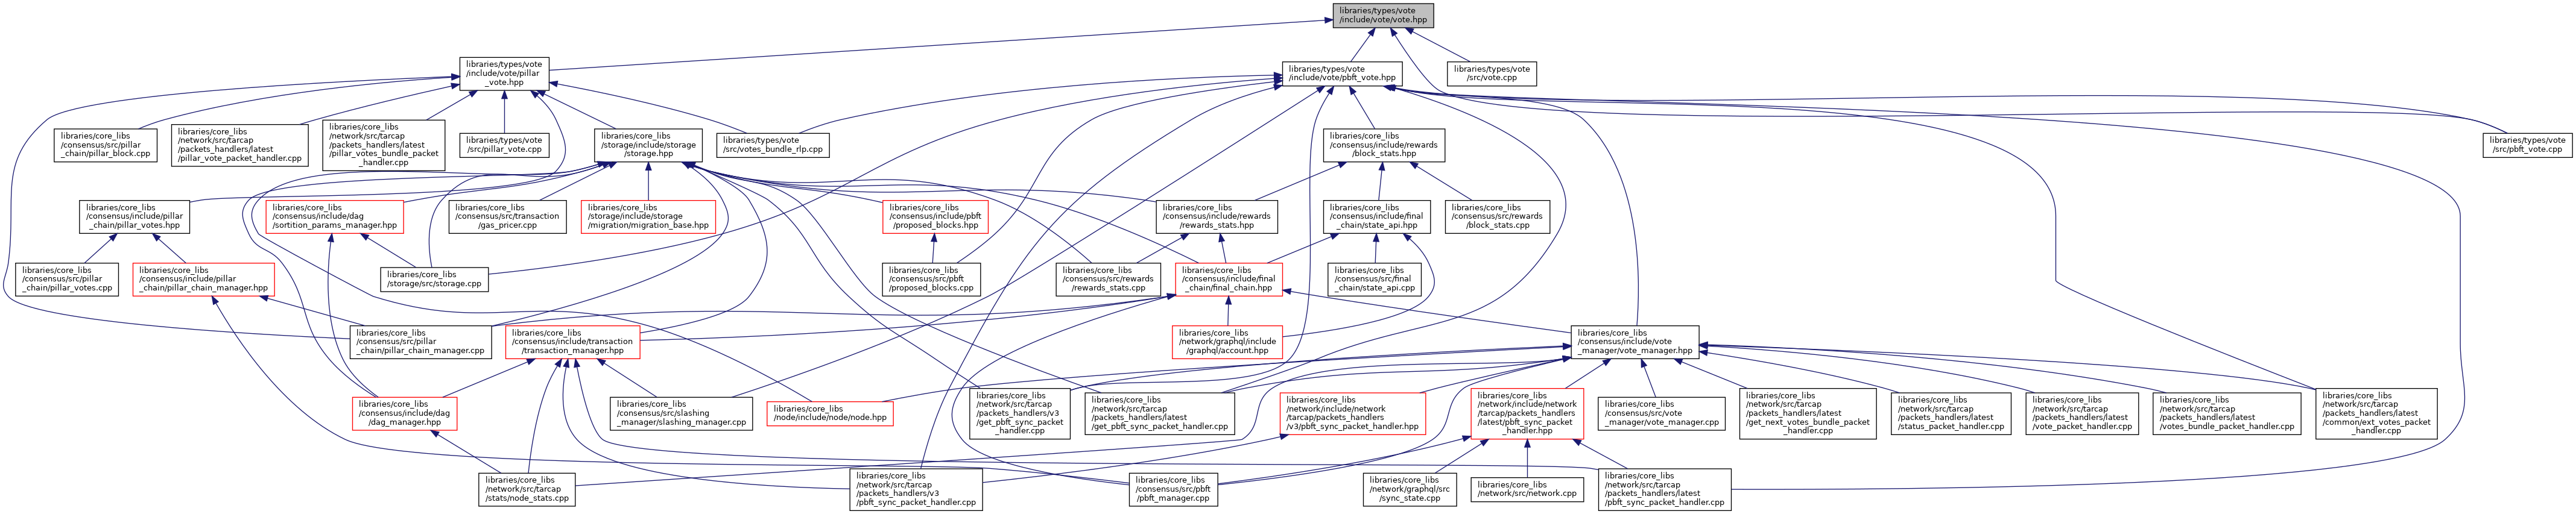 libraries/types/vote
/include/vote/vote.hpp
libraries/types/vote
/include/vote/pillar
_vote.hpp
libraries/types/vote
/include/vote/pbft_vote.hpp
libraries/types/vote
/src/vote.cpp
libraries/core_libs
/consensus/src/pillar
_chain/pillar_block.cpp
libraries/core_libs
/network/src/tarcap
/packets_handlers/latest
/pillar_vote_packet_handler.cpp
libraries/core_libs
/network/src/tarcap
/packets_handlers/latest
/pillar_votes_bundle_packet
_handler.cpp
libraries/types/vote
/src/pillar_vote.cpp
libraries/core_libs
/storage/include/storage
/storage.hpp
libraries/types/vote
/src/votes_bundle_rlp.cpp
libraries/core_libs
/consensus/include/rewards
/block_stats.hpp
libraries/types/vote
/src/pbft_vote.cpp
libraries/core_libs
/consensus/include/pillar
_chain/pillar_votes.hpp
libraries/core_libs
/consensus/include/dag
/sortition_params_manager.hpp
libraries/core_libs
/consensus/src/transaction
/gas_pricer.cpp
libraries/core_libs
/storage/include/storage
/migration/migration_base.hpp
libraries/core_libs
/consensus/include/pbft
/proposed_blocks.hpp
libraries/core_libs
/consensus/include/rewards
/rewards_stats.hpp
libraries/core_libs
/consensus/include/final
_chain/state_api.hpp
libraries/core_libs
/consensus/src/rewards
/block_stats.cpp
libraries/core_libs
/consensus/src/pillar
_chain/pillar_votes.cpp
libraries/core_libs
/consensus/include/pillar
_chain/pillar_chain_manager.hpp
libraries/core_libs
/storage/src/storage.cpp
libraries/core_libs
/consensus/src/pbft
/proposed_blocks.cpp
libraries/core_libs
/consensus/src/rewards
/rewards_stats.cpp
libraries/core_libs
/consensus/include/final
_chain/final_chain.hpp
libraries/core_libs
/consensus/src/final
_chain/state_api.cpp
libraries/core_libs
/consensus/src/pillar
_chain/pillar_chain_manager.cpp
libraries/core_libs
/consensus/include/transaction
/transaction_manager.hpp
libraries/core_libs
/network/graphql/include
/graphql/account.hpp
libraries/core_libs
/consensus/include/vote
_manager/vote_manager.hpp
libraries/core_libs
/consensus/include/dag
/dag_manager.hpp
libraries/core_libs
/consensus/src/slashing
_manager/slashing_manager.cpp
libraries/core_libs
/node/include/node/node.hpp
libraries/core_libs
/network/src/tarcap
/packets_handlers/v3
/get_pbft_sync_packet
_handler.cpp
libraries/core_libs
/network/src/tarcap
/packets_handlers/latest
/get_pbft_sync_packet_handler.cpp
libraries/core_libs
/network/include/network
/tarcap/packets_handlers
/v3/pbft_sync_packet_handler.hpp
libraries/core_libs
/network/include/network
/tarcap/packets_handlers
/latest/pbft_sync_packet
_handler.hpp
libraries/core_libs
/consensus/src/vote
_manager/vote_manager.cpp
libraries/core_libs
/network/src/tarcap
/packets_handlers/latest
/get_next_votes_bundle_packet
_handler.cpp
libraries/core_libs
/network/src/tarcap
/packets_handlers/latest
/status_packet_handler.cpp
libraries/core_libs
/network/src/tarcap
/packets_handlers/latest
/vote_packet_handler.cpp
libraries/core_libs
/network/src/tarcap
/packets_handlers/latest
/votes_bundle_packet_handler.cpp
libraries/core_libs
/network/src/tarcap
/packets_handlers/latest
/common/ext_votes_packet
_handler.cpp
libraries/core_libs
/network/src/tarcap
/stats/node_stats.cpp
libraries/core_libs
/network/src/tarcap
/packets_handlers/v3
/pbft_sync_packet_handler.cpp
libraries/core_libs
/consensus/src/pbft
/pbft_manager.cpp
libraries/core_libs
/network/graphql/src
/sync_state.cpp
libraries/core_libs
/network/src/network.cpp
libraries/core_libs
/network/src/tarcap
/packets_handlers/latest
/pbft_sync_packet_handler.cpp